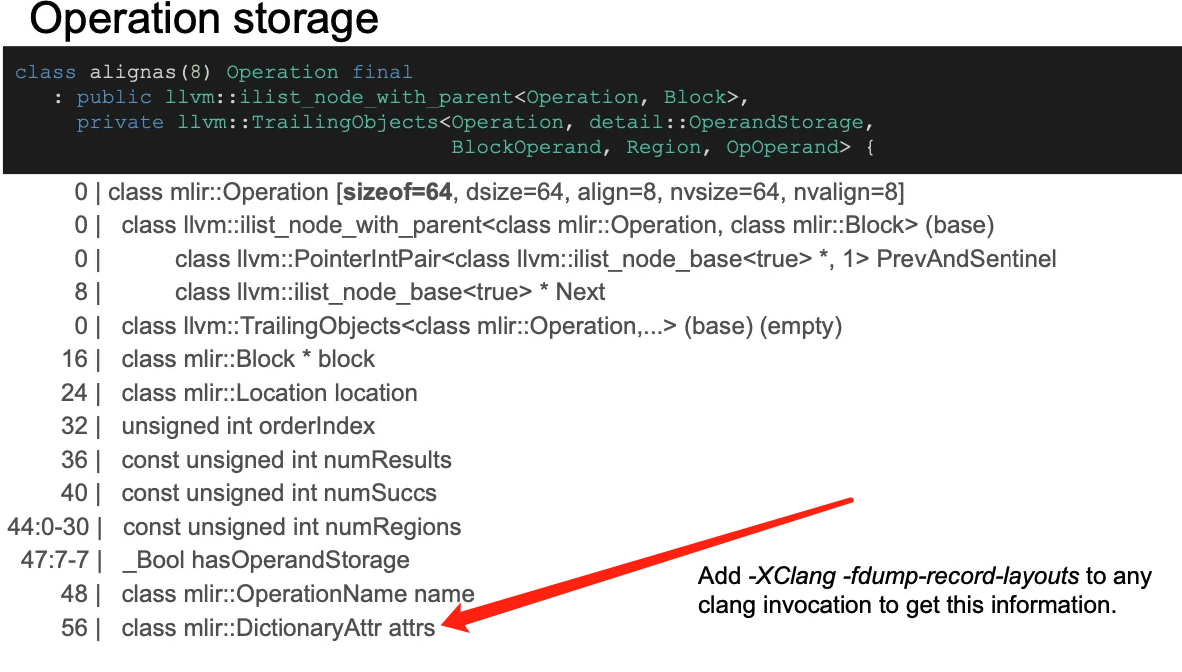 Operation storage
class alignas(8) Operation final
: public llvm::ilist_node_with_parent<Operation, Block>,
private llvm::TrailingObjects<Operation, detail::OperandStorage,
BlockOperand, Region, OpOperand> {
0 | class mlir::Operation [sizeof=64, dsize=64, align=8, nvsize=64, nvalign=8]
0 | class llvm::ilist_node_with_parent<class mlir::Operation, class mlir::Block> (base)
0 | class llvm::PointerIntPair<class llvm::ilist_node_base<true> *, 1> PrevAndSentinel
8 | class llvm::ilist_node_base<true> * Next
0 | class llvm::TrailingObjects<class mlir::Operation,...> (base) (empty)
16 | class mlir::Block * block
24 | class mlir::Location location
32 | unsigned int orderIndex
36 | const unsigned int numResults
40 | const unsigned int numSuccs
44:0-30 | const unsigned int numRegions
47:7-7 | _Bool hasOperandStorage
48 | class mlir::OperationName name
56 | class mlir::DictionaryAttr attrs
Add -XClang -fdump-record-layouts to any
clang invocation to get this information.